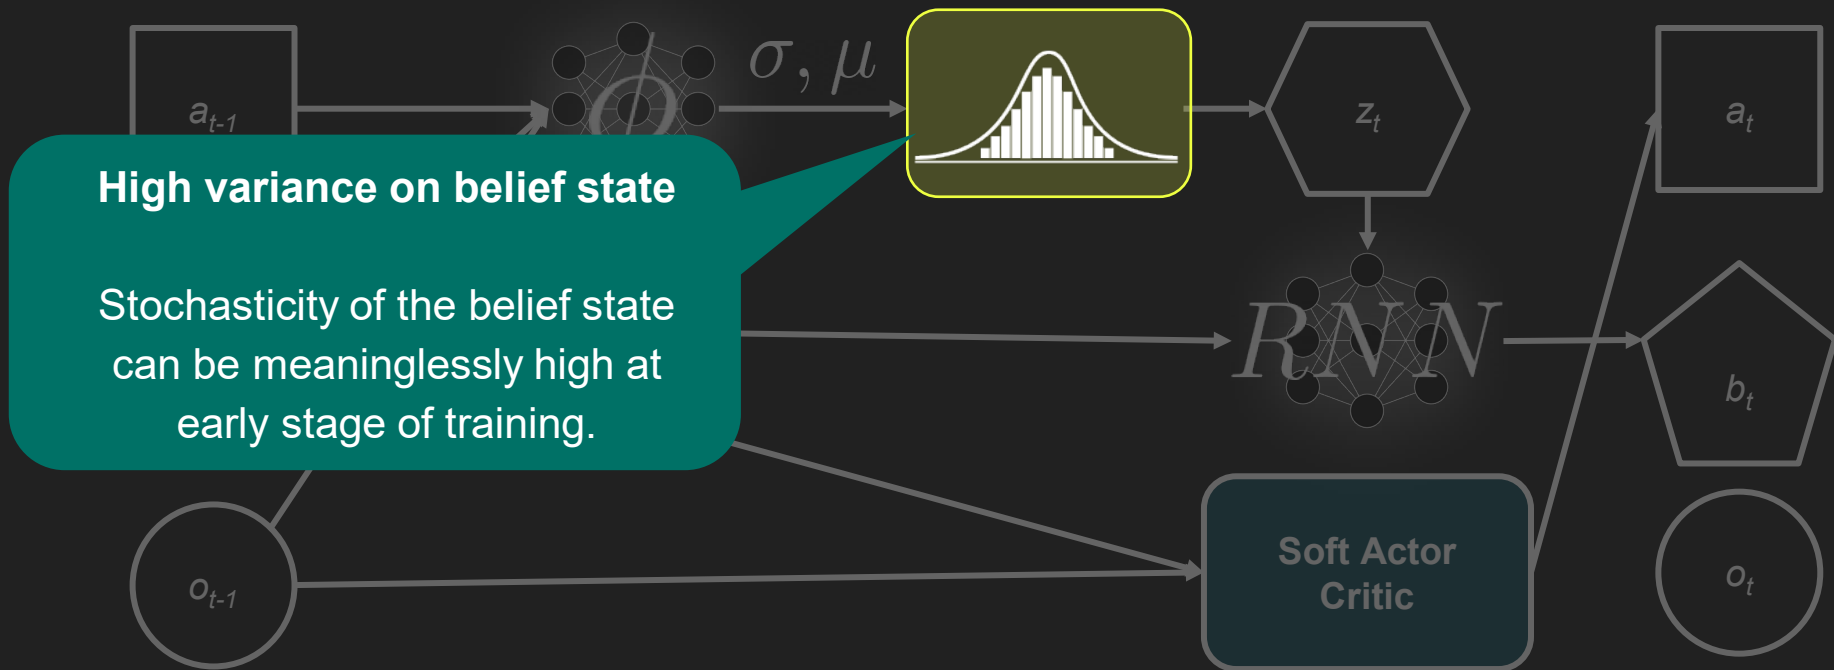 a_{t-1}
ϕ
σ, μ
z_t
a_t
High variance on belief state
Stochasticity of the belief state
can be meaninglessly high at
early stage of training.
RNN
b_t
o_{t-1}
Soft Actor
Critic
o_t